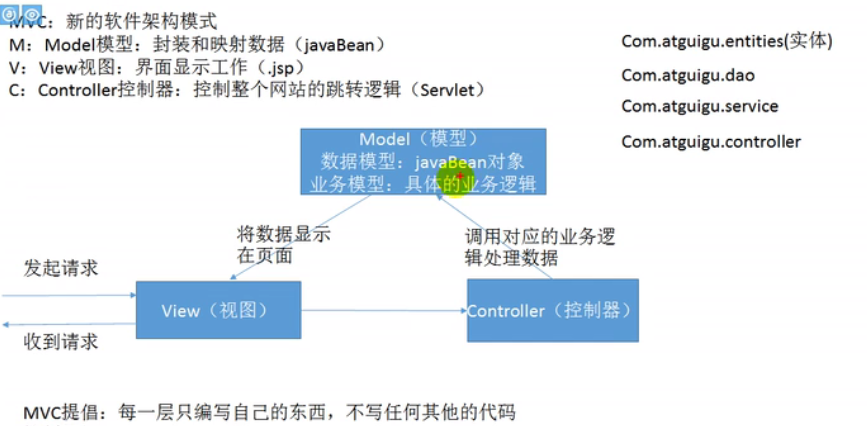 MVC：新的软件架构模式
M：Model模型：封装和映射数据（javaBean）
V：View视图：界面显示工作（.jsp）
C：Controller控制器：控制整个网站的跳转逻辑（Servlet）
Com.atguigu.entities(实体)
Com.atguigu.dao
Com.atguigu.service
Com.atguigu.controller
Model（模型）
数据模型：javaBean对象
业务模型：具体的业务逻辑
将数据显示
在页面
调用对应的业务逻
辑处理数据
发起请求
View（视图）
Controller（控制器）
收到请求
MVC提倡：每一层只编写自己的东西，不写任何其他的代码